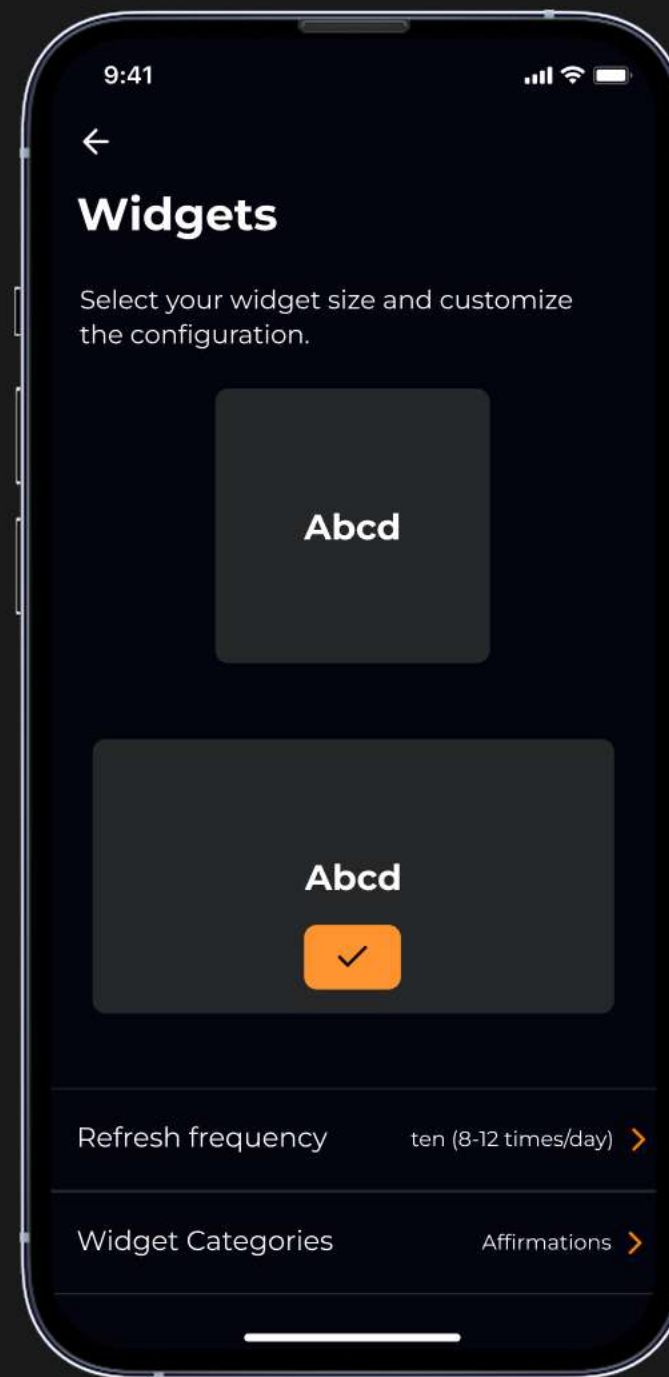 9:41
Widgets
Select your widget size and customize
the configuration.
Abcd
Abcd
Refresh frequency ten (8-12 times/day)
Widget Categories Affirmations